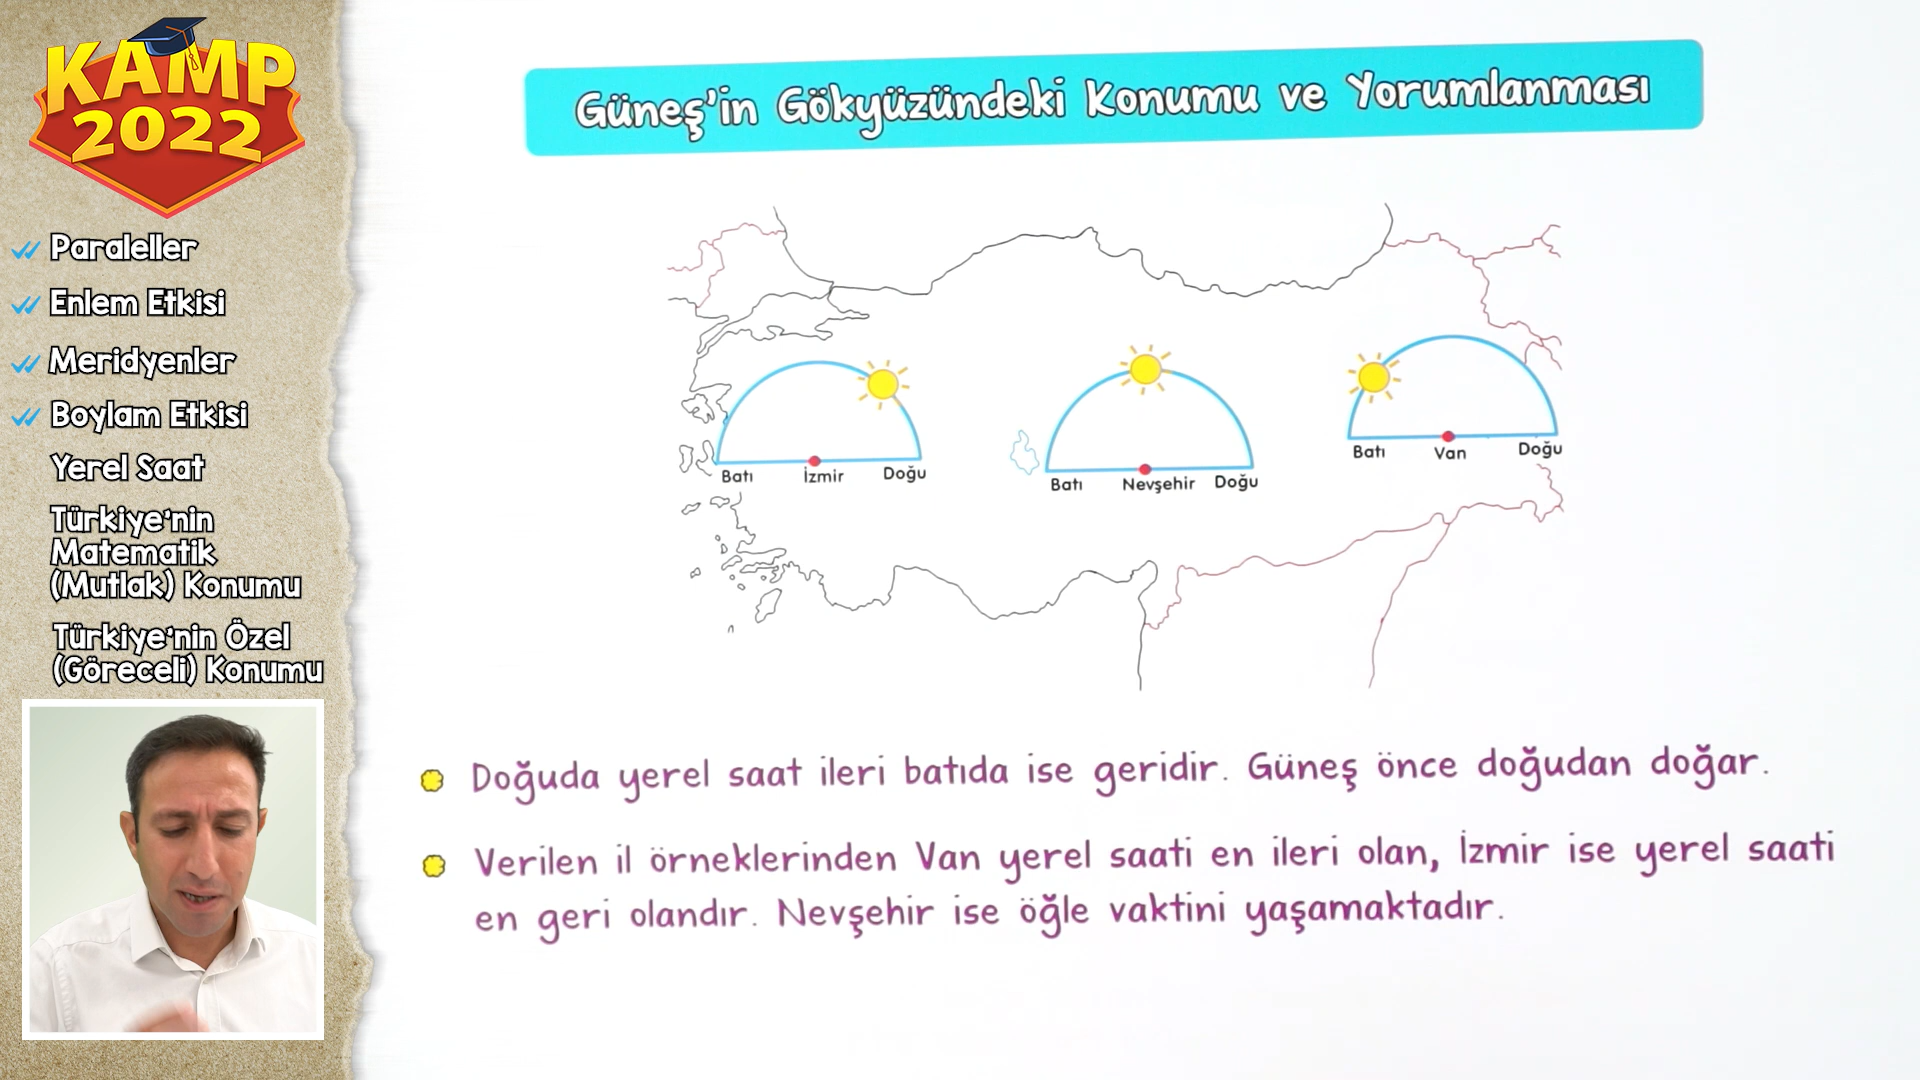 KAMP
2022
Paraleller
Enlem Etkisi
Meridyenler
Boylam Etkisi
Yerel Saat
Türkiye'nin
Matematik
(Mutlak) Konumu
Türkiye'nin Özel
(Göreceli) Konumu
Güneş'in Gökyüzündeki Konumu ve Yorumlanması
Batı İzmir Doğu
Batı Nevşehir Doğu
Batı Van Doğu
Doğuda yerel saat ileri batıda ise geridir. Güneş önce doğudan doğar.
Verilen il örneklerinden Van yerel saati en ileri olan, İzmir ise yerel saati
en geri olandır. Nevşehir ise öğle vaktini yaşamaktadır.